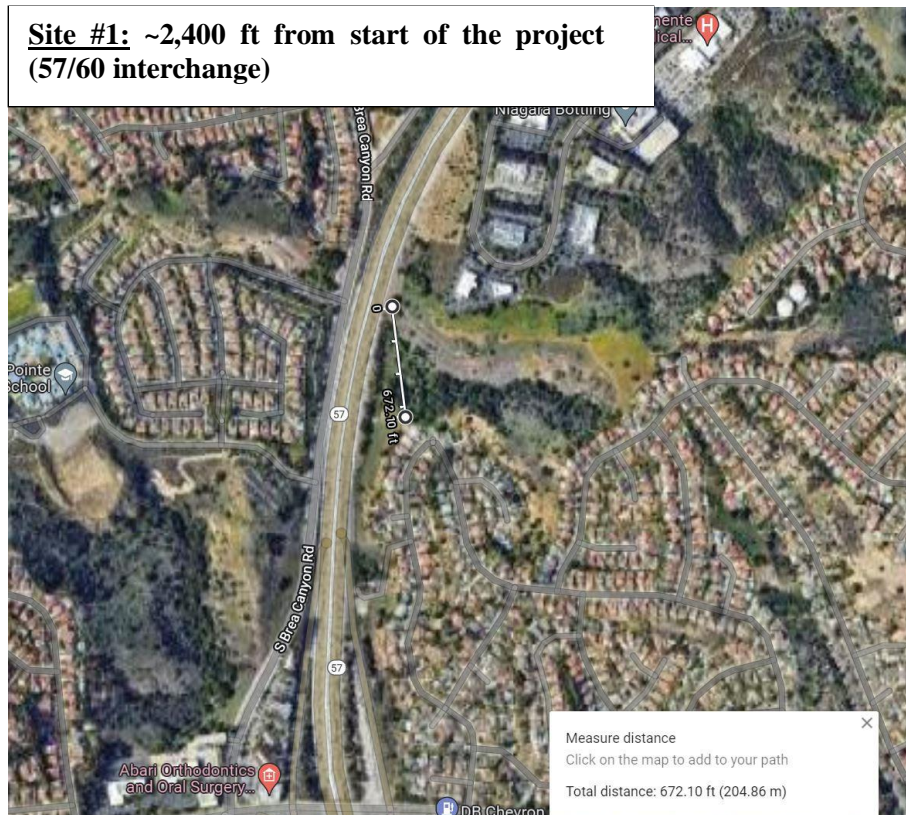 Site #1: ~2,400 ft from start of the project
(57/60 interchange)
nente
ical...
Niagara Bottling
Brea Canyon Rd
0
672.10 ft
57
Pointe
School
S Brea Canyon Rd
57
Abari Orthodontics
and Oral Surgery...
DB Chevron
Measure distance
Click on the map to add to your path
Total distance: 672.10 ft (204.86 m)